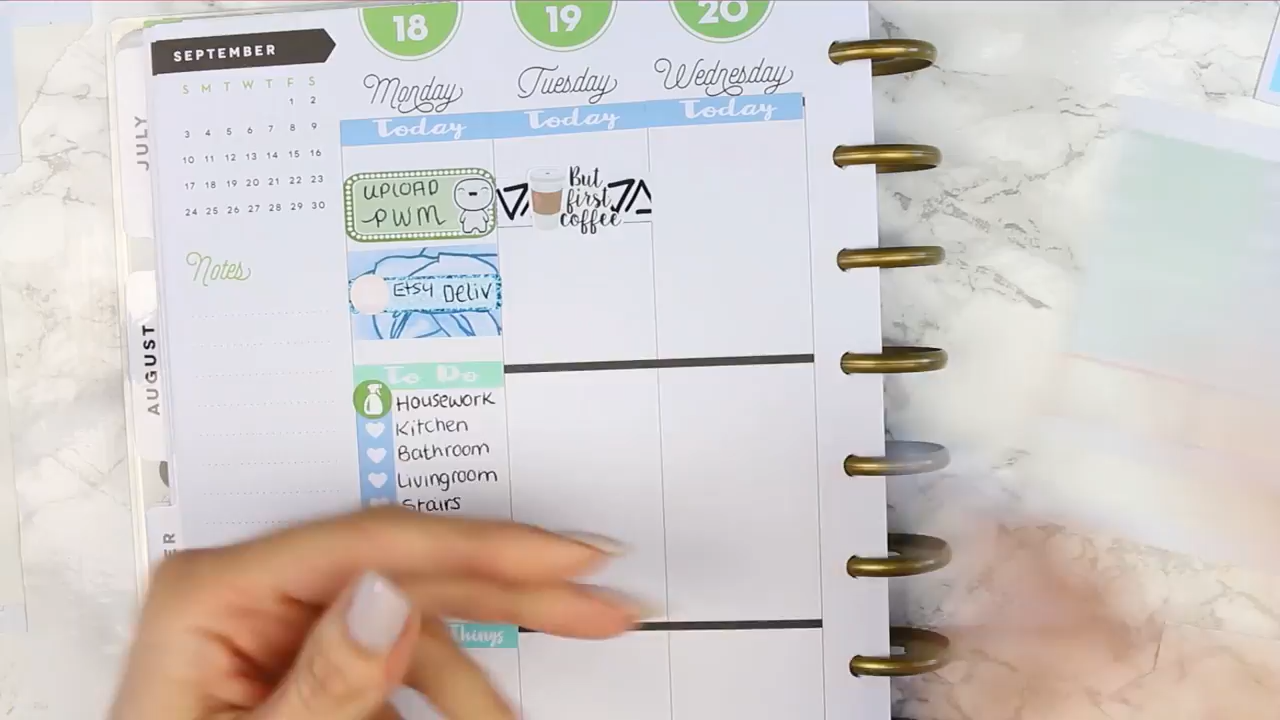 SEPTEMBER
S M T W T F S
1 2
3 4 5 6 7 8 9
10 11 12 13 14 15 16
17 18 19 20 21 22 23
24 25 26 27 28 29 30
Notes
JULY
AUGUST
ER
18
Monday
Today
UPLOAD
PWM
Etsy Deliv
To Do
Housework
Kitchen
Bathroom
Livingroom
Stairs
Things
19
Tuesday
Today
But
first
coffee
20
Wednesday
Today